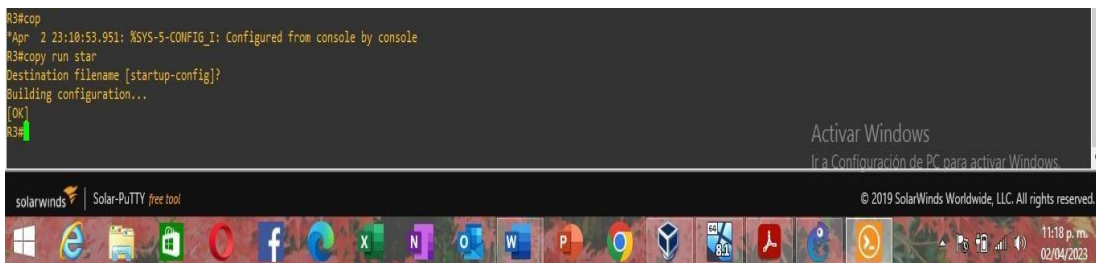 R3#cop
*Apr  2 23:10:53.951: %SYS-5-CONFIG_I: Configured from console by console
R3#copy run star
Destination filename [startup-config]?
Building configuration...
[OK]
R3#
Activar Windows
Ir a Configuración de PC para activar Windows.
solarwinds | Solar-PuTTY free tool
© 2019 SolarWinds Worldwide, LLC. All rights reserved.
11:18 p. m.
02/04/2023